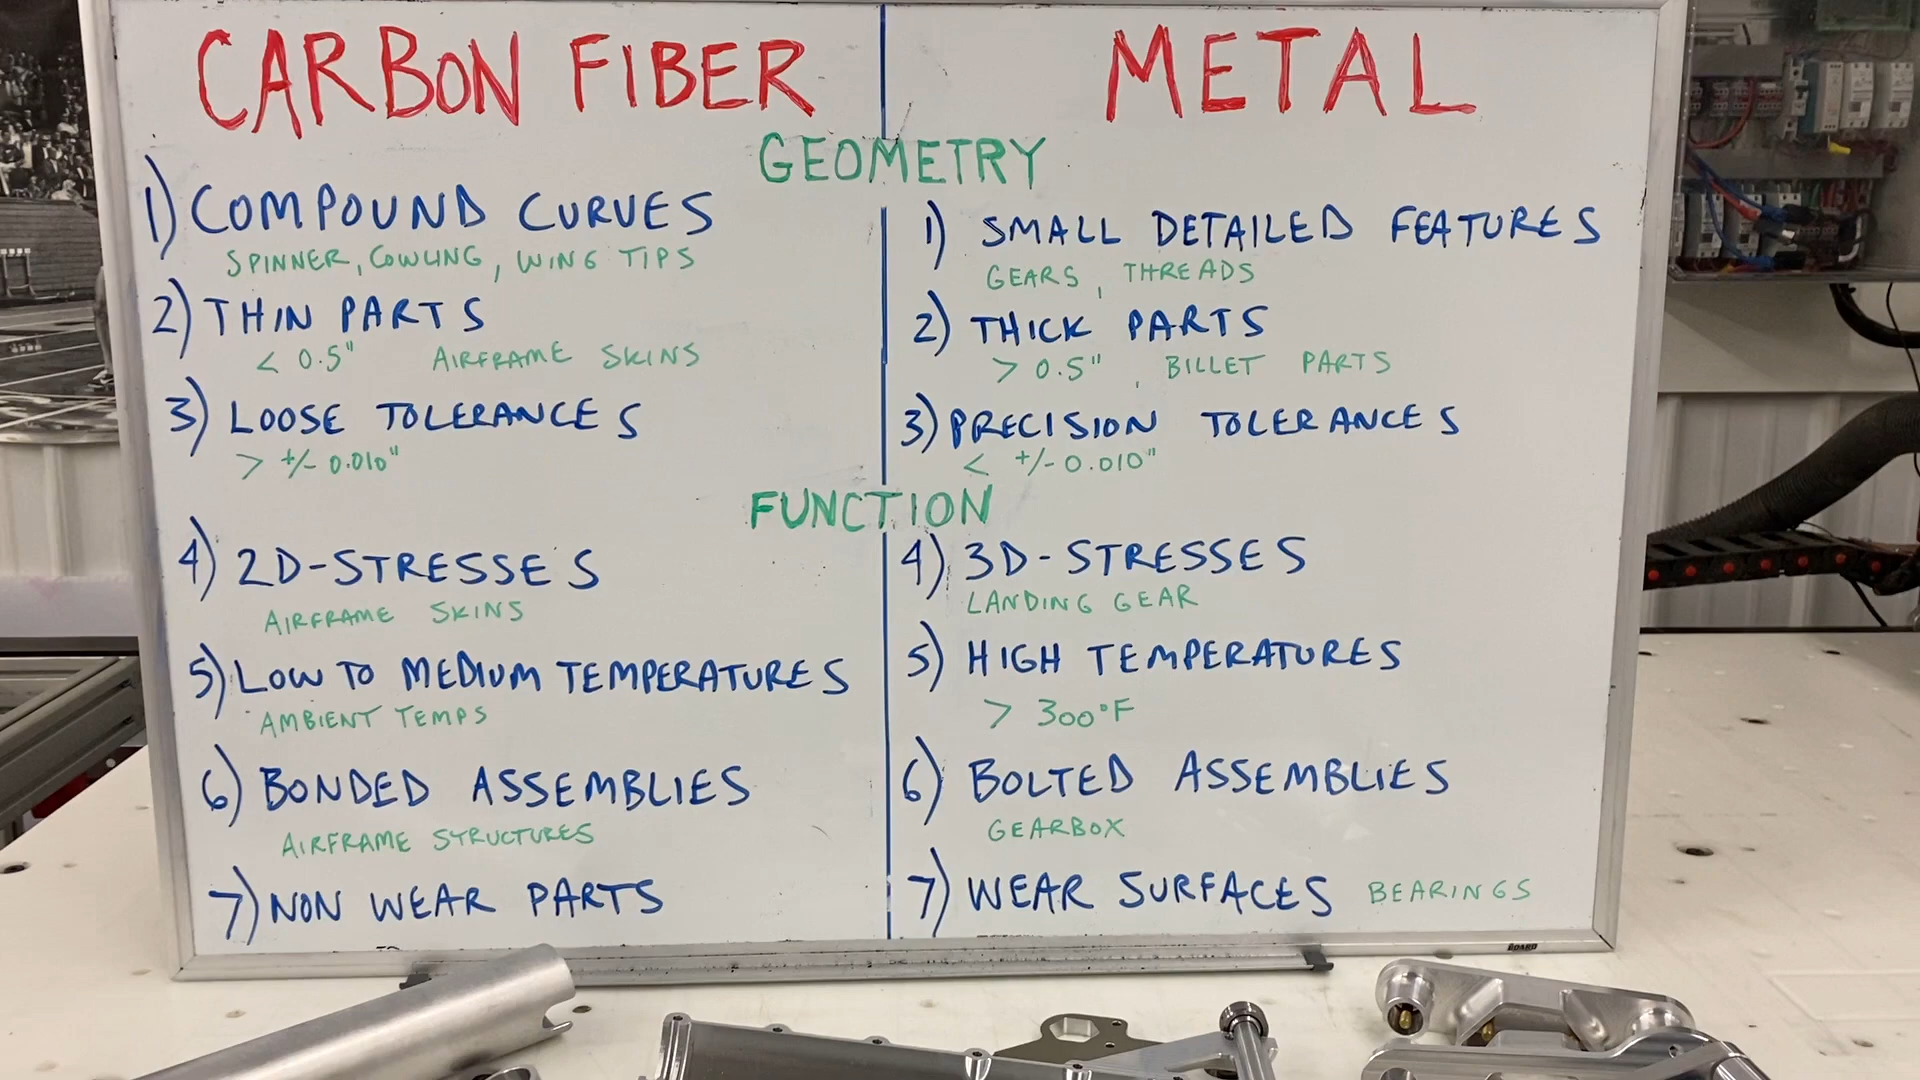 CARBON FIBER
METAL
GEOMETRY
1) COMPOUND CURVES
SPINNER, COWLING, WING TIPS
2) THIN PARTS
< 0.5" AIRFRAME SKINS
3) LOOSE TOLERANCES
> +/- 0.010"
1) SMALL DETAILED FEATURES
GEARS, THREADS
2) THICK PARTS
> 0.5", BILLET PARTS
3) PRECISION TOLERANCES
< +/- 0.010"
FUNCTION
4) 2D-STRESSES
AIRFRAME SKINS
5) LOW TO MEDIUM TEMPERATURES
AMBIENT TEMPS
6) BONDED ASSEMBLIES
AIRFRAME STRUCTURES
7) NON WEAR PARTS
4) 3D-STRESSES
LANDING GEAR
5) HIGH TEMPERATURES
> 300°F
6) BOLTED ASSEMBLIES
GEARBOX
7) WEAR SURFACES BEARINGS
BOARD